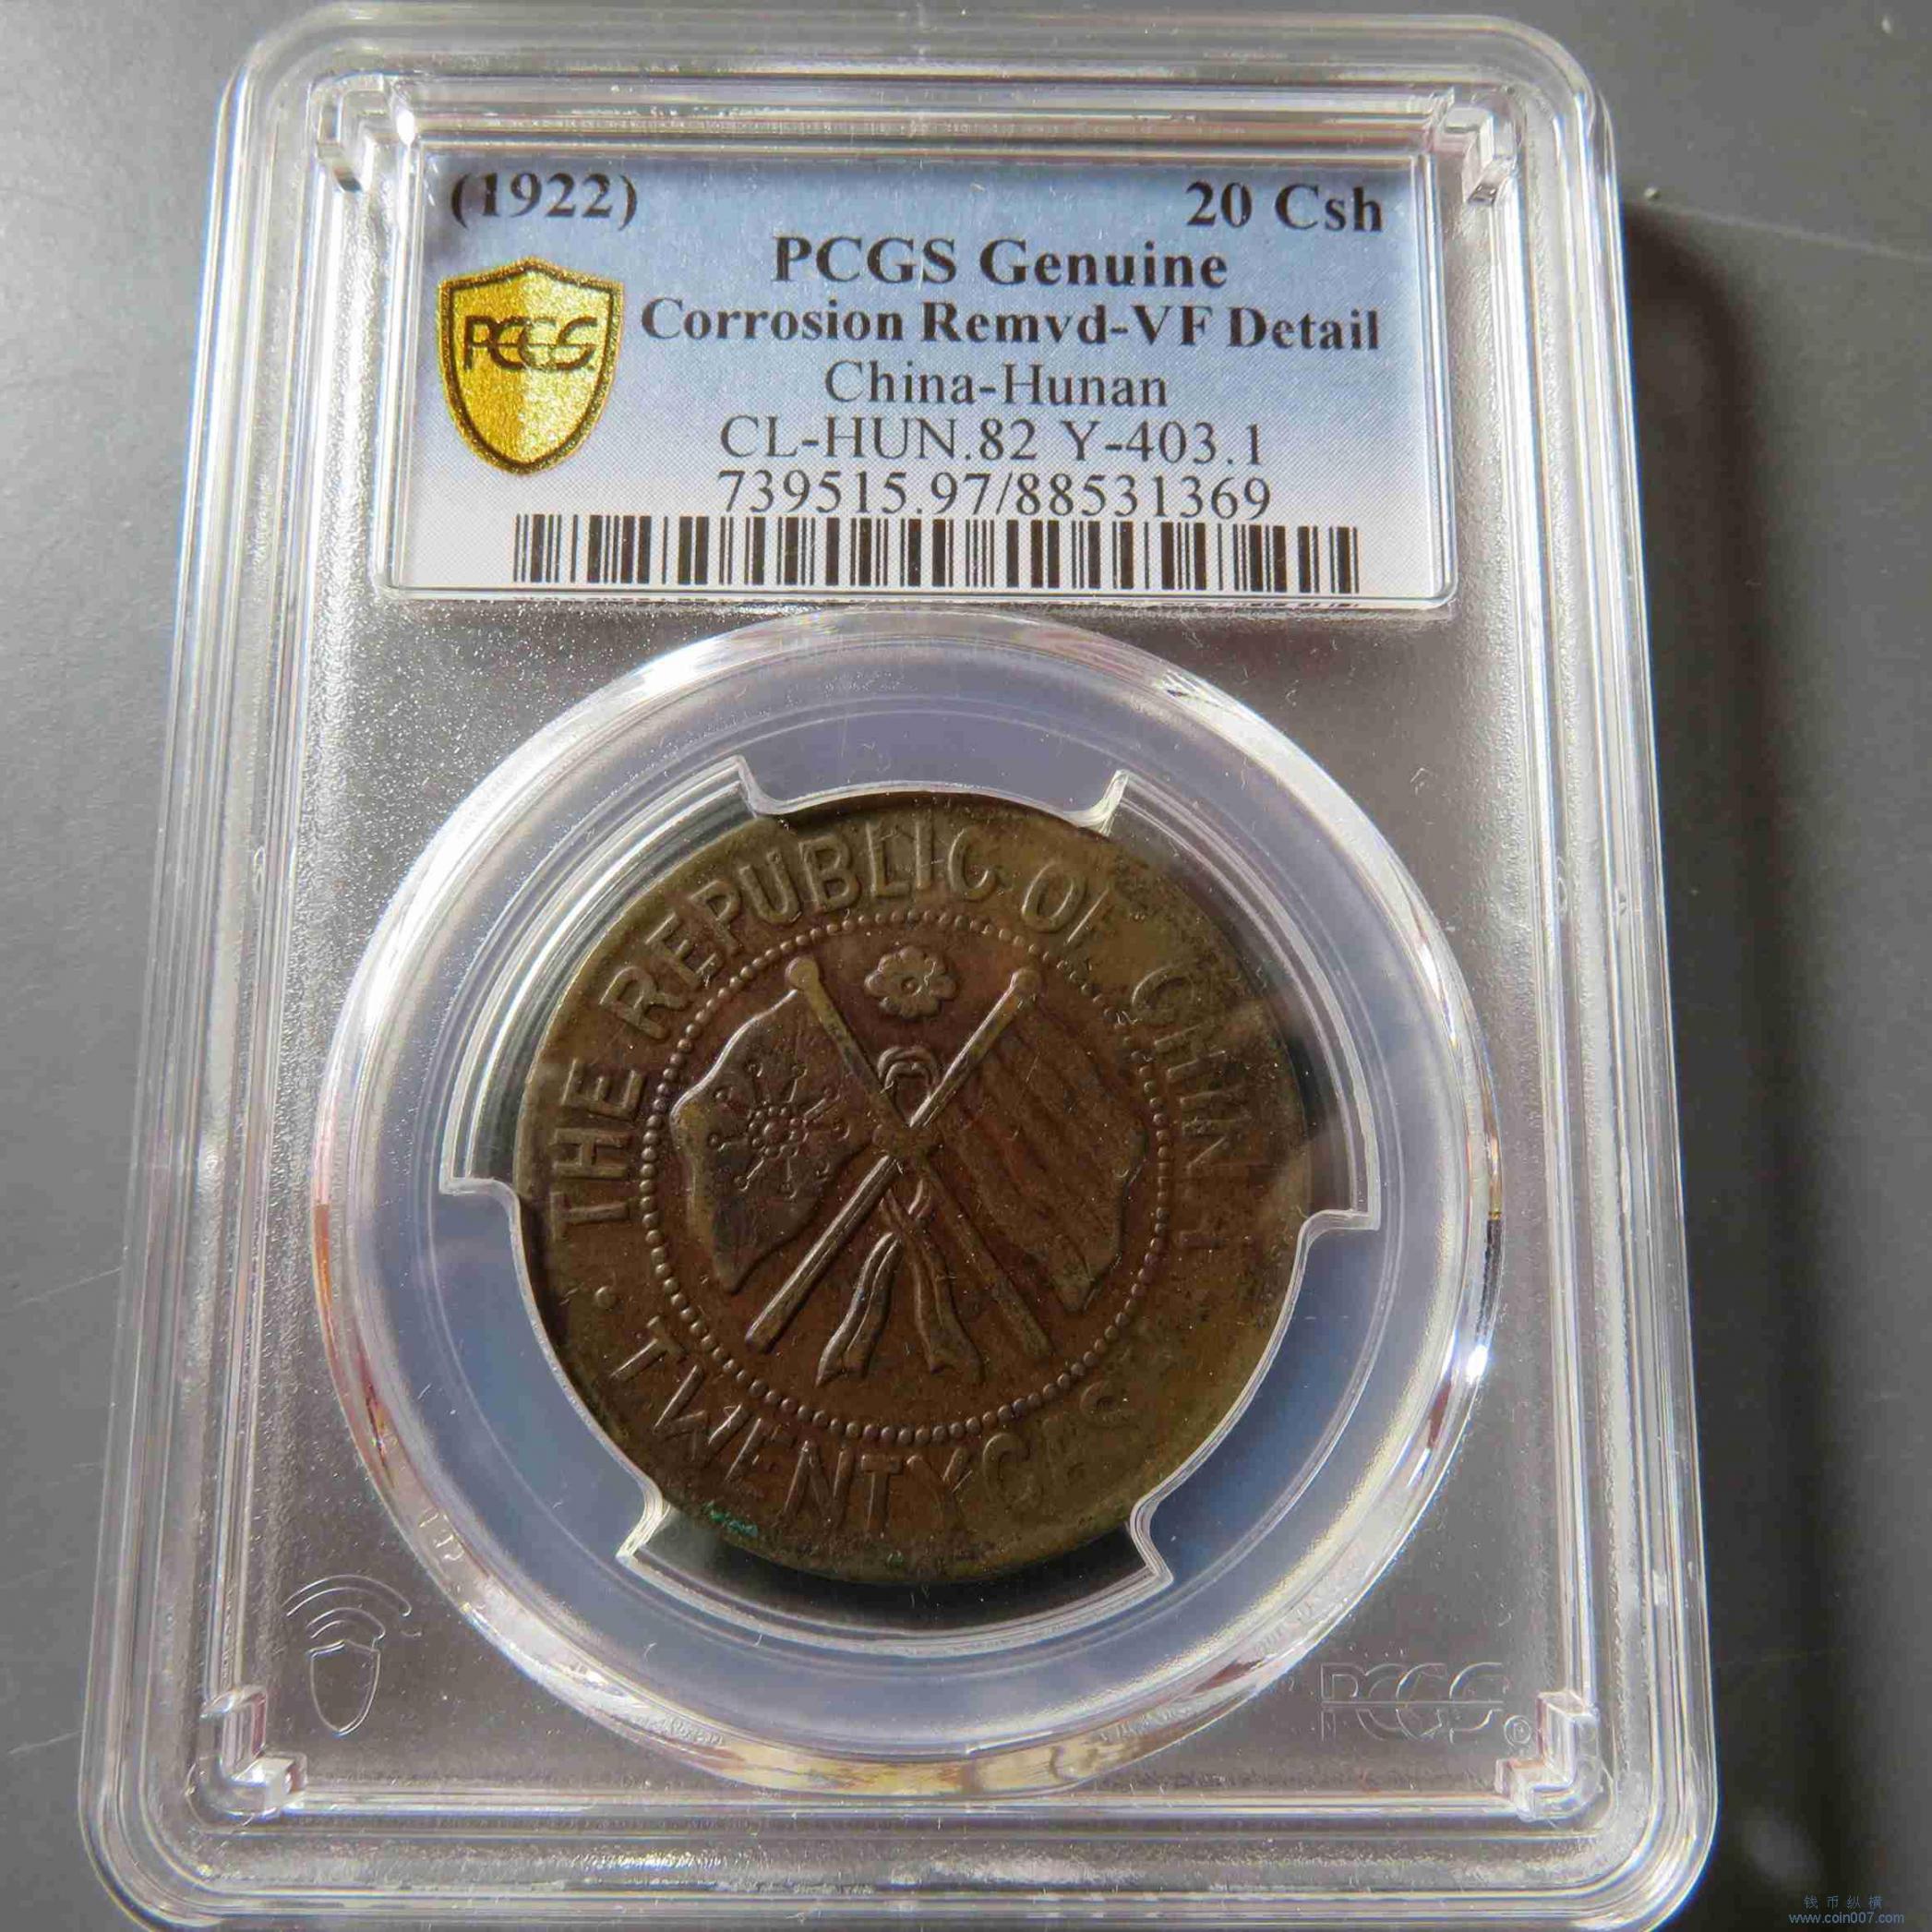 (1922) 20 Csh
PCGS Genuine
PCGS Corrosion Remvd-VF Detail
China-Hunan
CL-HUN.82 Y-403.1
739515.97/88531369
THE REPUBLIC OF CHINA
TWENTY CASH
PCGS
钱币纵横
www.coin007.com